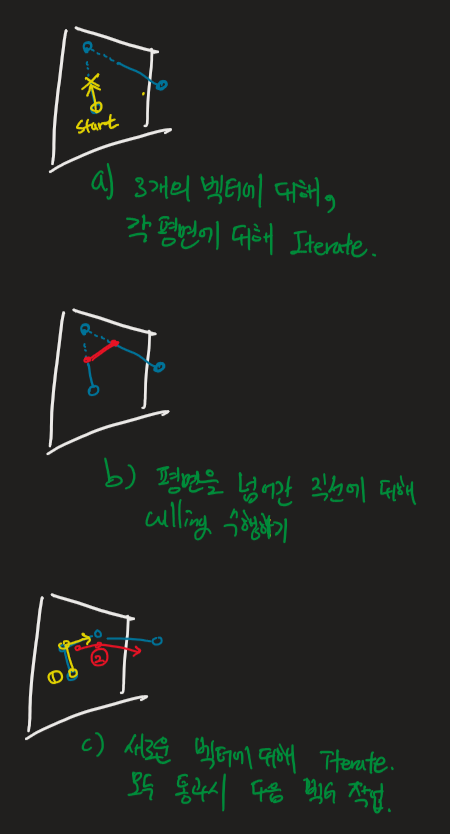 start
a) 3개의 벡터에 대해,
각 평면에 대해 Iterate.
b) 평면을 넘어간 직선에 대해
culling 수행하기
①
②
c) 새로운 벡터에 대해 Iterate.
모두 통과시 다음 벡터 작업.